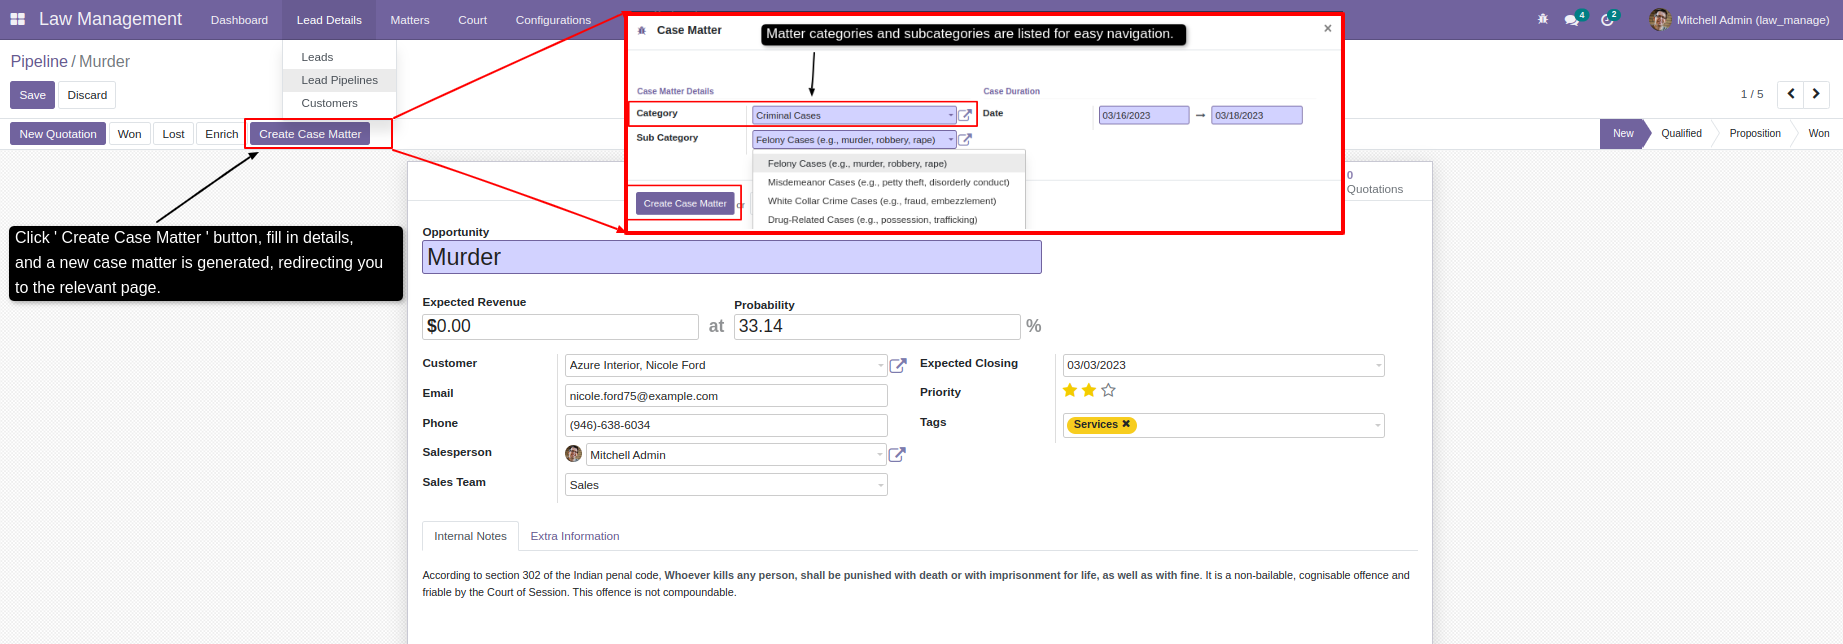 Law Management Dashboard Lead Details Matters Court Configurations 4 2 Mitchell Admin (law_manage)
Leads
Lead Pipelines
Customers
Pipeline / Murder
Save Discard
1 / 5
New Quotation Won Lost Enrich Create Case Matter
New Qualified Proposition Won
Case Matter ×
Matter categories and subcategories are listed for easy navigation.
Case Matter Details Case Duration
Category Criminal Cases Date 03/16/2023 → 03/18/2023
Sub Category Felony Cases (e.g., murder, robbery, rape)
Felony Cases (e.g., murder, robbery, rape)
Misdemeanor Cases (e.g., petty theft, disorderly conduct)
White Collar Crime Cases (e.g., fraud, embezzlement)
Drug-Related Cases (e.g., possession, trafficking)
Create Case Matter or
0
Quotations
Click ' Create Case Matter ' button, fill in details,
and a new case matter is generated, redirecting you
to the relevant page.
Opportunity
Murder
Expected Revenue Probability
$0.00 at 33.14 %
Customer Azure Interior, Nicole Ford Expected Closing 03/03/2023
Email nicole.ford75@example.com Priority
Phone (946)-638-6034 Tags Services ✖
Salesperson Mitchell Admin
Sales Team Sales
Internal Notes Extra Information
According to section 302 of the Indian penal code, Whoever kills any person, shall be punished with death or with imprisonment for life, as well as with fine. It is a non-bailable, cognisable offence and
friable by the Court of Session. This offence is not compoundable.